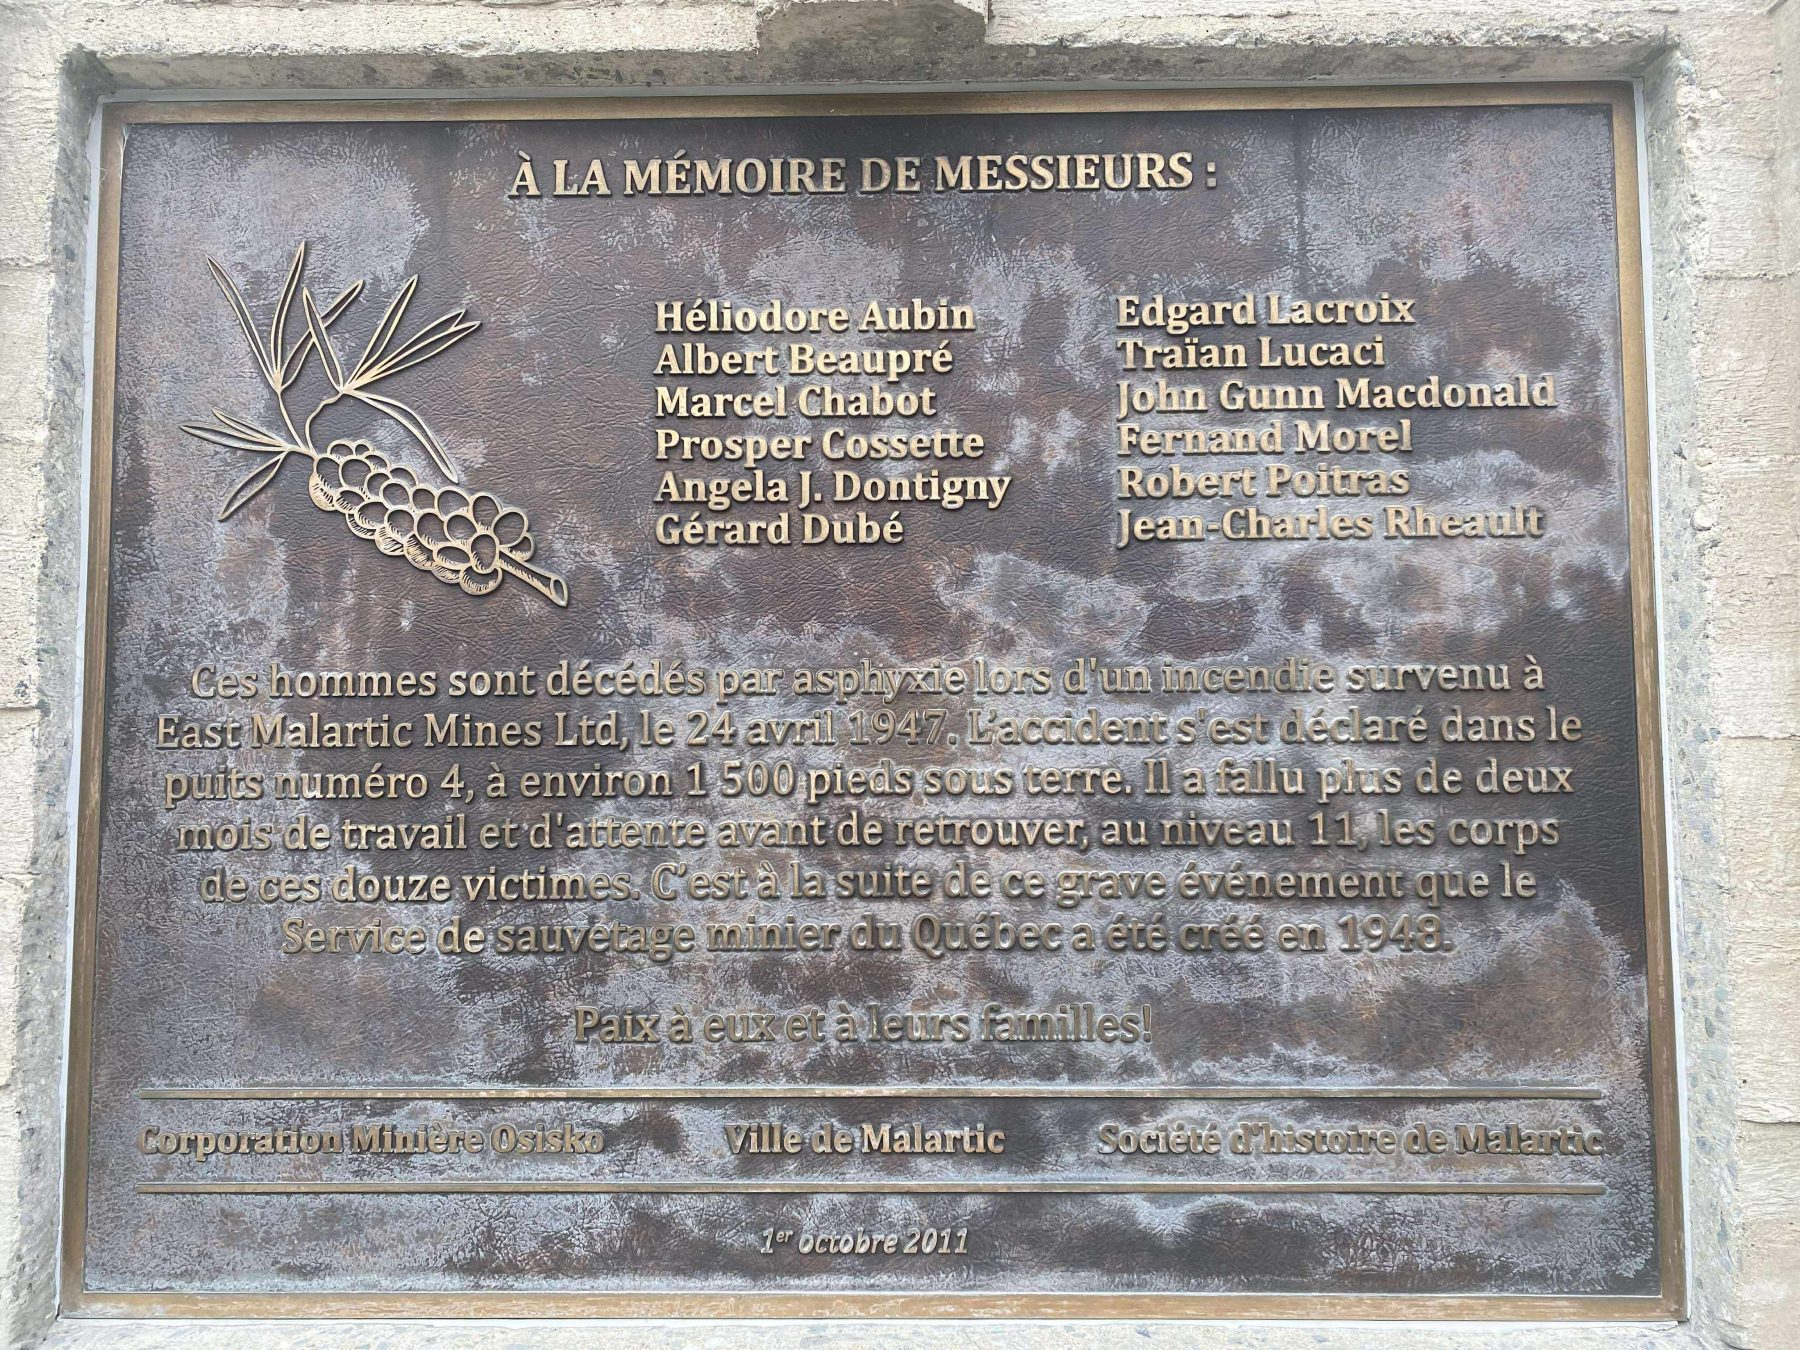 À LA MÉMOIRE DE MESSIEURS :
Héliodore Aubin
Albert Beaupré
Marcel Chabot
Prosper Cossette
Angela J. Dontigny
Gérard Dubé
Edgard Lacroix
Traïan Lucaci
John Gunn Macdonald
Fernand Morel
Robert Poitras
Jean-Charles Rheault
Ces hommes sont décédés par asphyxie lors d'un incendie survenu à
East Malartic Mines Ltd, le 24 avril 1947. L'accident s'est déclaré dans le
puits numéro 4, à environ 1 500 pieds sous terre. Il a fallu plus de deux
mois de travail et d'attente avant de retrouver, au niveau 11, les corps
de ces douze victimes. C’est à la suite de ce grave événement que le
Service de sauvetage minier du Québec a été créé en 1948.
Paix à eux et à leurs familles!
Corporation Minière Osisko
Ville de Malartic
Société d'histoire de Malartic
1er octobre 2011